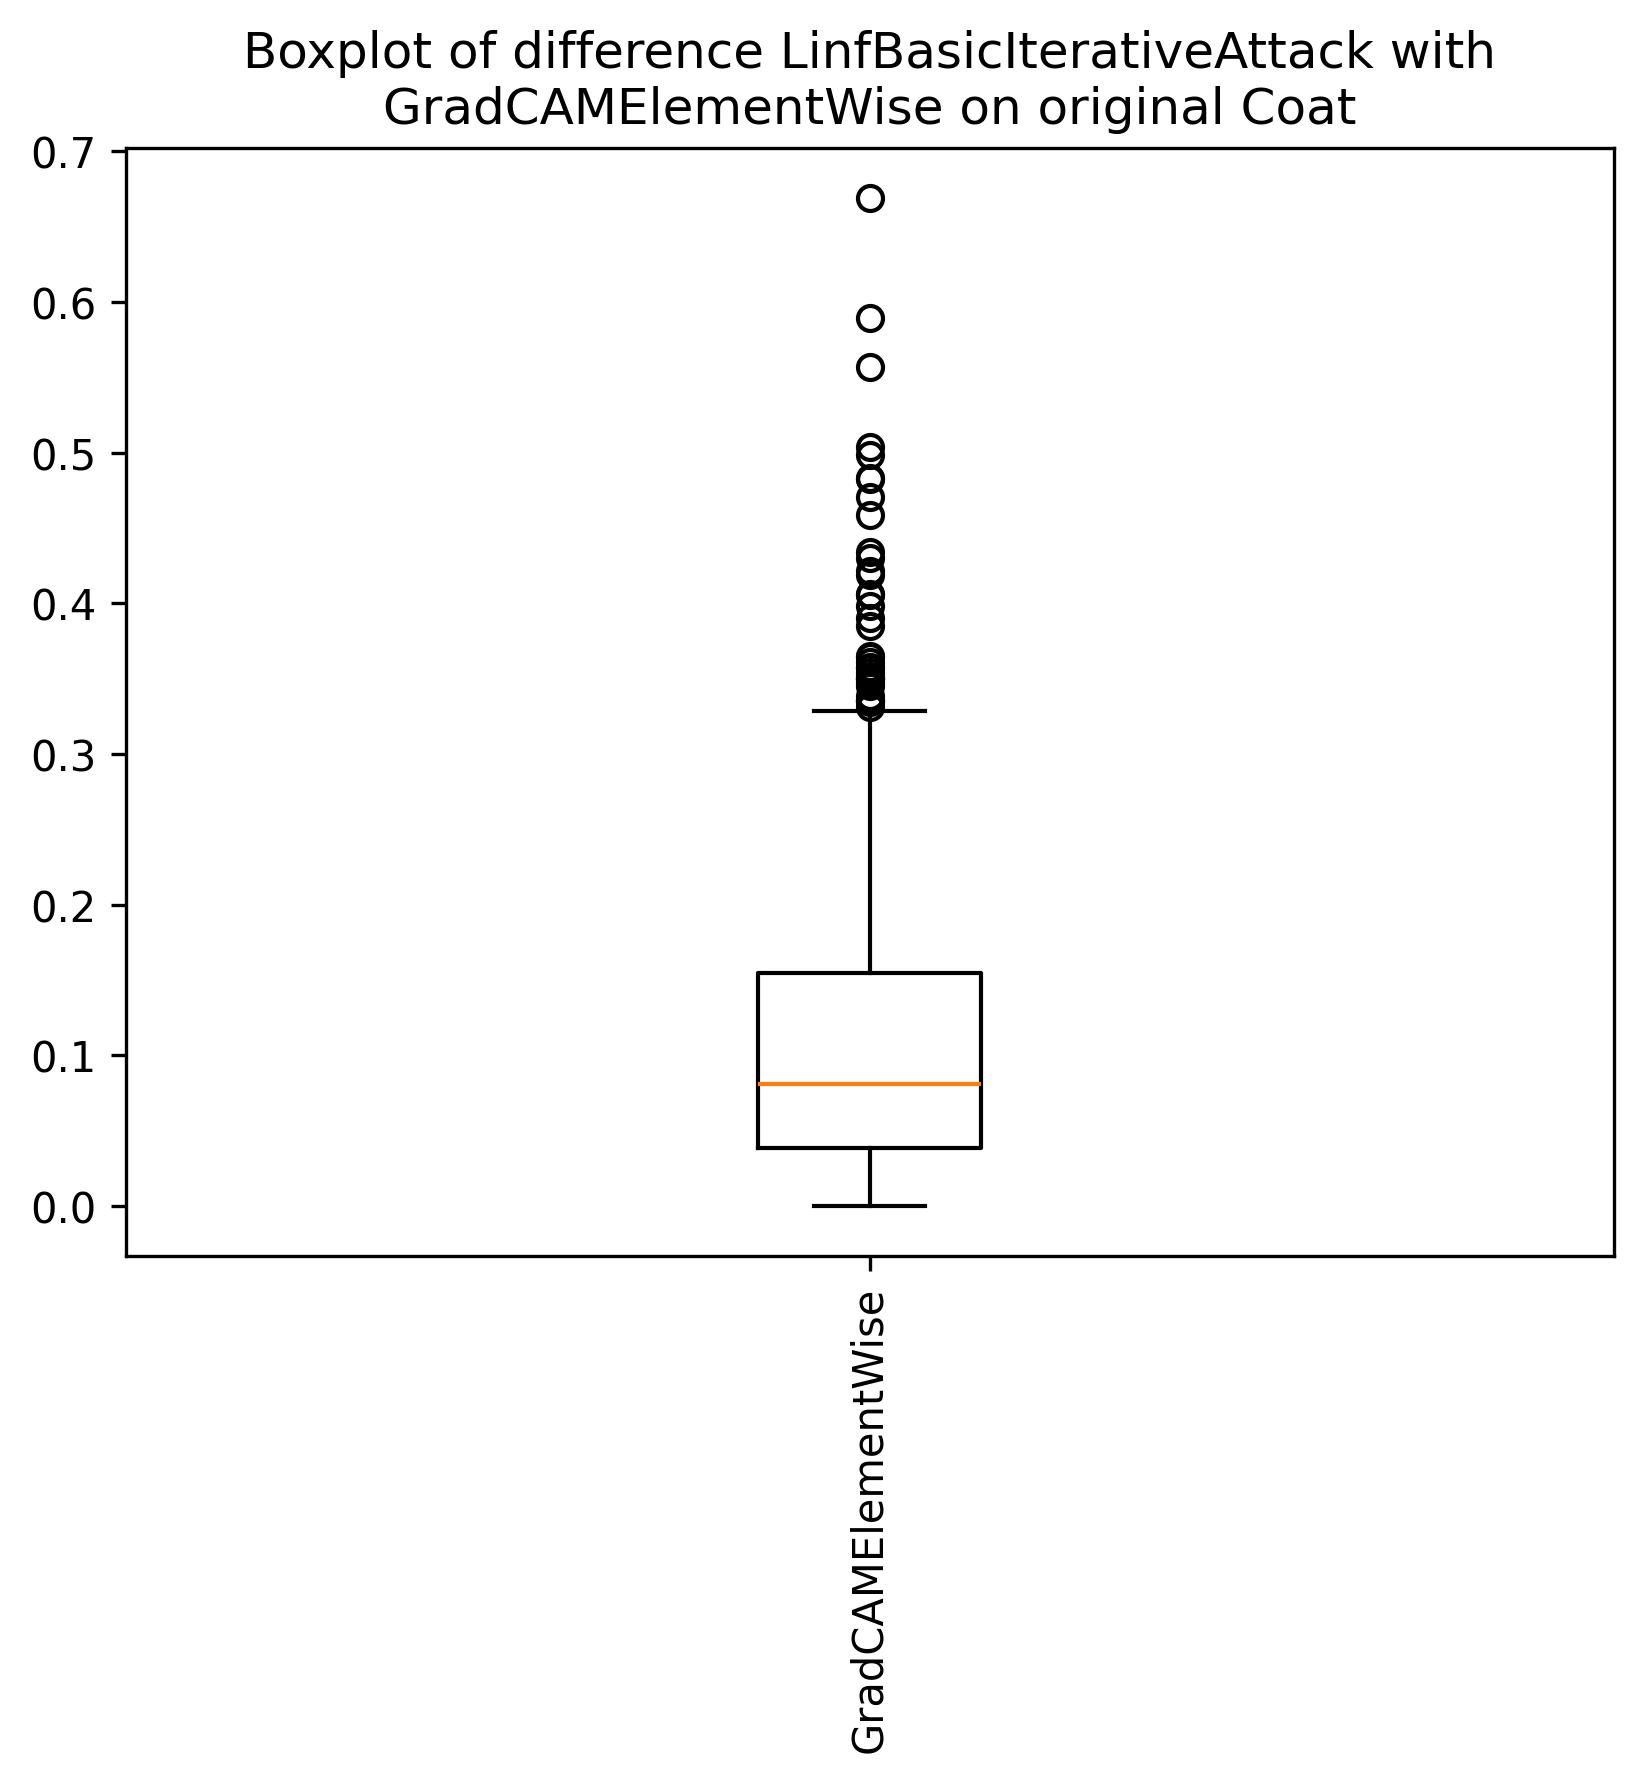 Boxplot of difference LinfBasicIterativeAttack with
GradCAMElementWise on original Coat
0.7
0.6
0.5
0.4
0.3
0.2
0.1
0.0
GradCAMElementWise